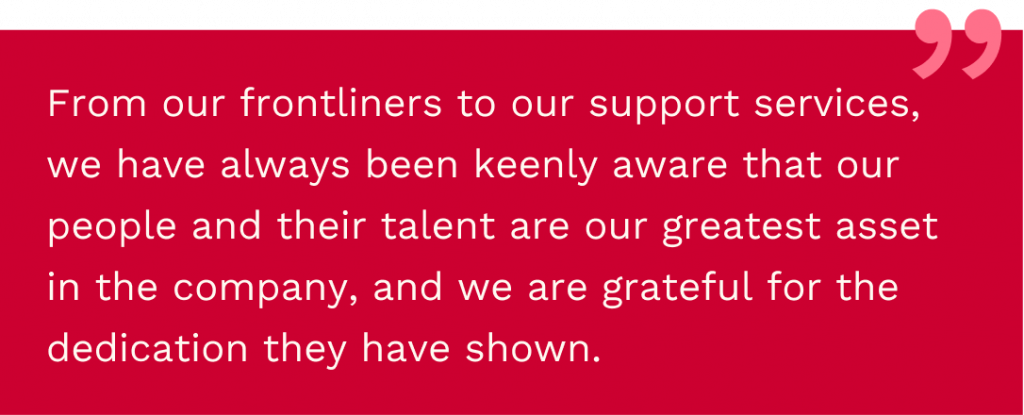 ”
From our frontliners to our support services,
we have always been keenly aware that our
people and their talent are our greatest asset
in the company, and we are grateful for the
dedication they have shown.